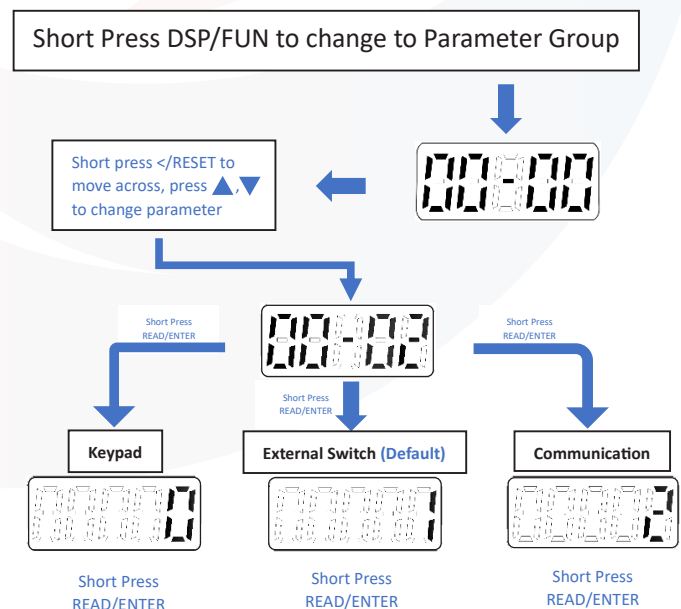 Short Press DSP/FUN to change to Parameter Group
00-00
Short press </RESET to
move across, press ▲,▼
to change parameter
00-02
Short Press
READ/ENTER
Short Press
READ/ENTER
Short Press
READ/ENTER
Keypad
External Switch (Default)
Communication
0
1
2
Short Press
READ/ENTER
Short Press
READ/ENTER
Short Press
READ/ENTER